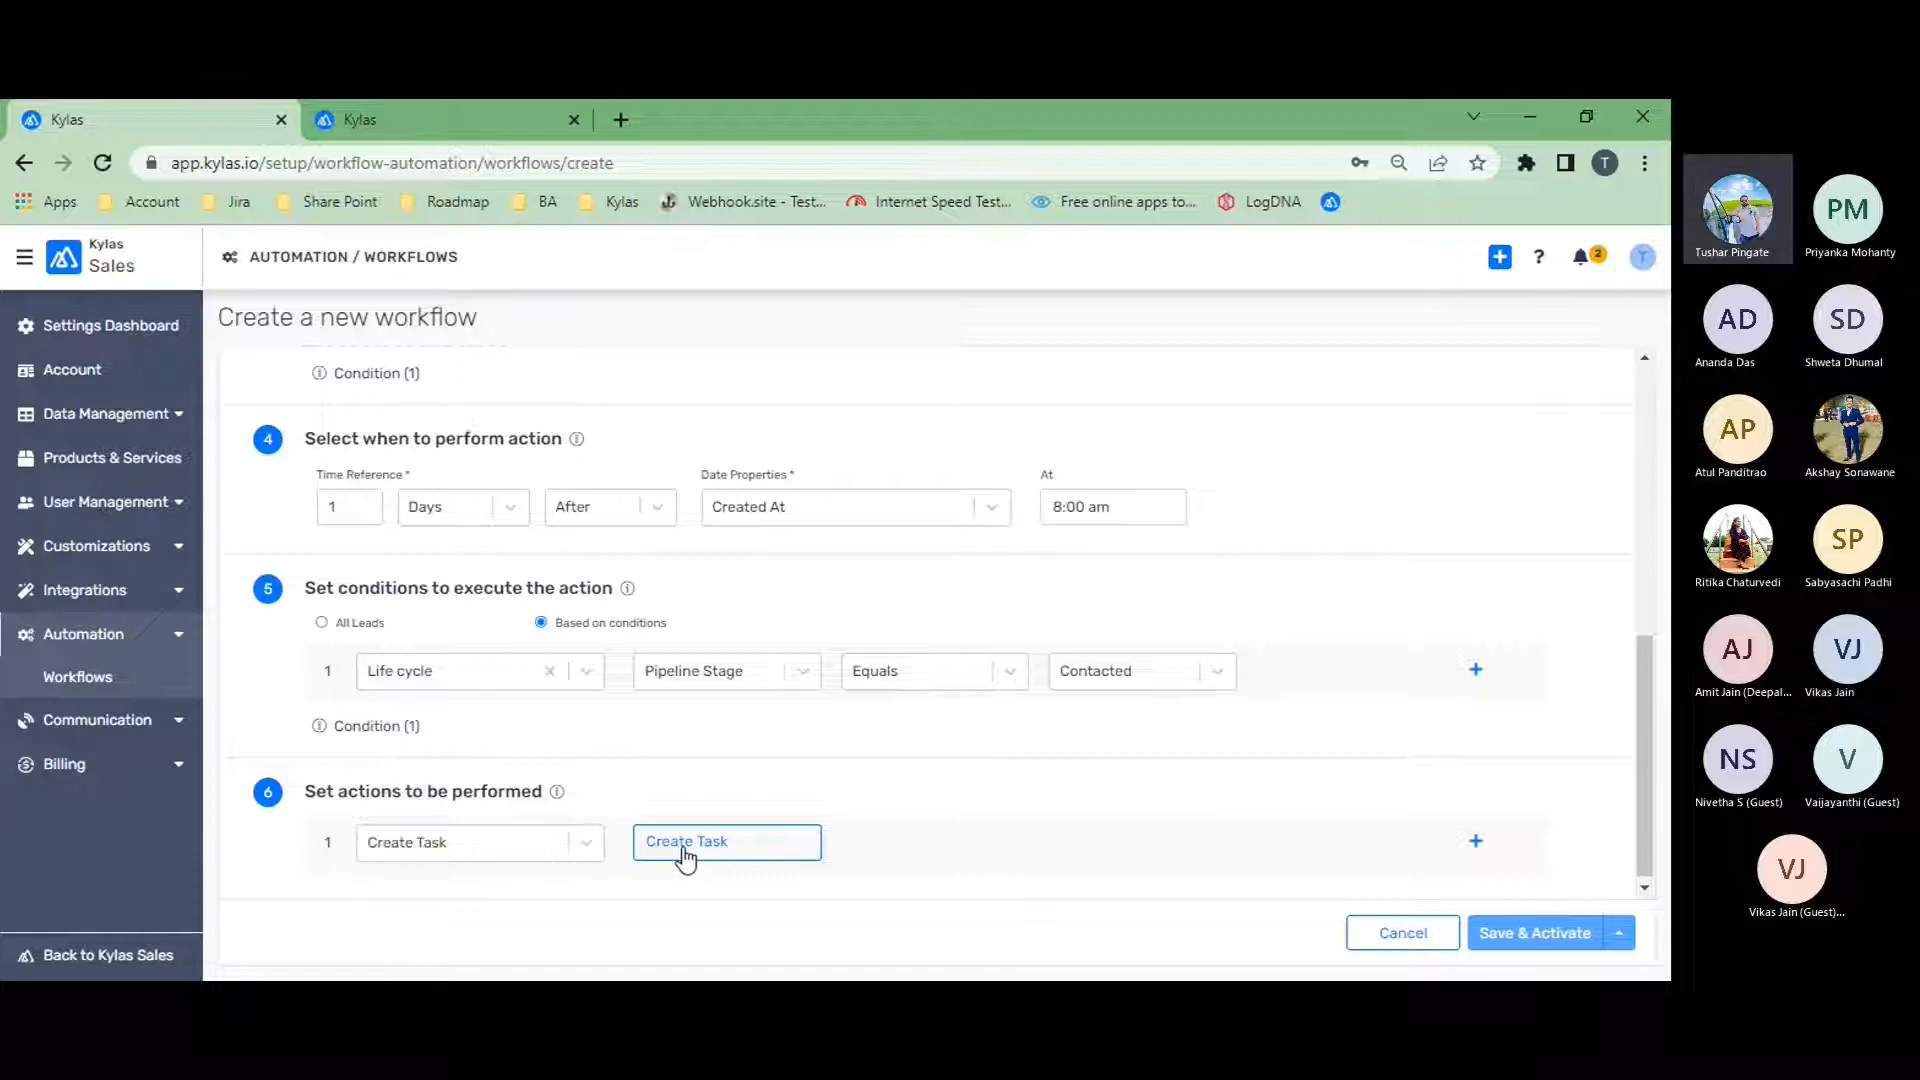 Kylas
Kylas
app.kylas.io/setup/workflow-automation/workflows/create
T
Apps
Account
Jira
Share Point
Roadmap
BA
Kylas
Webhook.site - Test...
Internet Speed Test...
Free online apps to...
LogDNA
Kylas
Sales
AUTOMATION / WORKFLOWS
?
2
T
Settings Dashboard
Account
Data Management
Products & Services
User Management
Customizations
Integrations
Automation
Workflows
Communication
Billing
Back to Kylas Sales
Create a new workflow
Condition (1)
4 Select when to perform action
Time Reference *
Date Properties *
At
1
Days
After
Created At
8:00 am
5 Set conditions to execute the action
All Leads
Based on conditions
1
Life cycle
Pipeline Stage
Equals
Contacted
Condition (1)
6 Set actions to be performed
1
Create Task
Create Task
Cancel
Save & Activate
Tushar Pingate
PM
Priyanka Mohanty
AD
Ananda Das
SD
Shweta Dhumal
AP
Atul Panditrao
Akshay Sonawane
Ritika Chaturvedi
SP
Sabyasachi Padhi
AJ
Amit Jain (Deepal...
VJ
Vikas Jain
NS
Nivetha S (Guest)
V
Vaijayanthi (Guest)
VJ
Vikas Jain (Guest)...